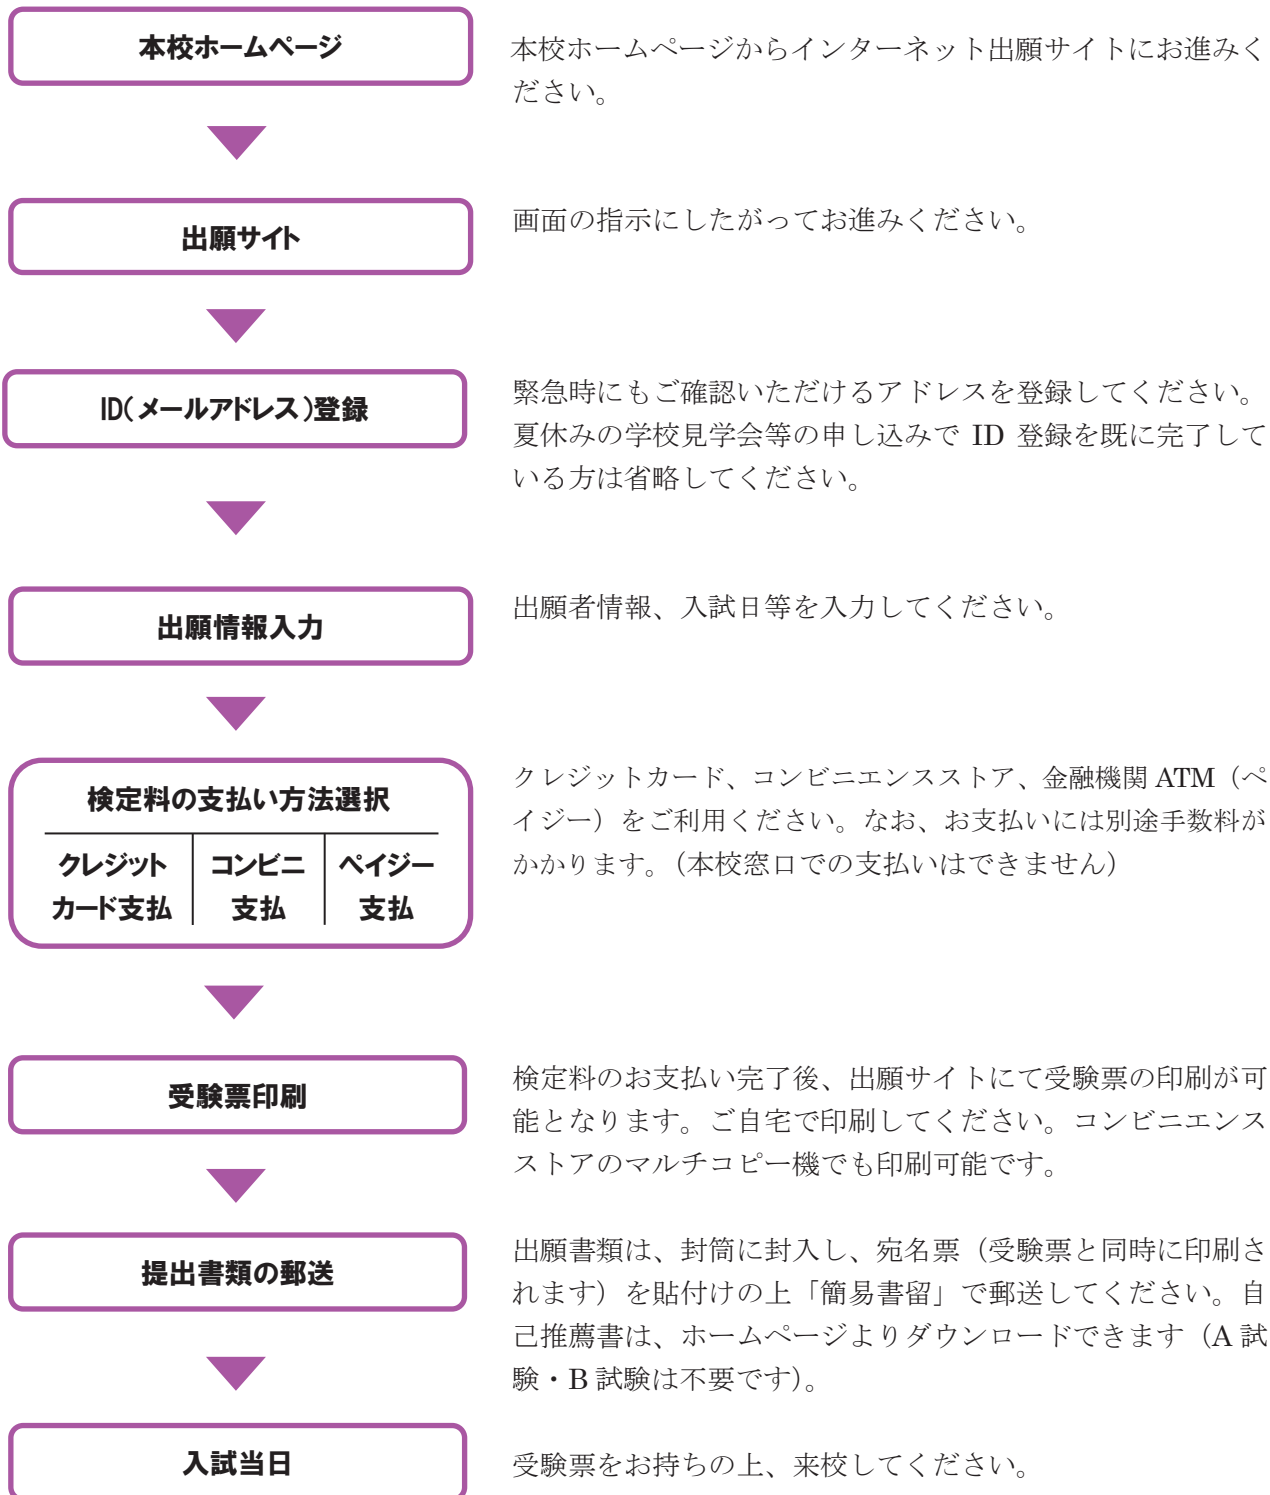 本校ホームページ
本校ホームページからインターネット出願サイトにお進みく
ださい。
出願サイト
画面の指示にしたがってお進みください。
ID(メールアドレス)登録
緊急時にもご確認いただけるアドレスを登録してください。
夏休みの学校見学会等の申し込みで ID 登録を既に完了して
いる方は省略してください。
出願情報入力
出願者情報、入試日等を入力してください。
検定料の支払い方法選択
クレジット
カード支払
コンビニ
支払
ペイジー
支払
クレジットカード、コンビニエンスストア、金融機関 ATM（ペ
イジー）をご利用ください。なお、お支払いには別途手数料が
かかります。（本校窓口での支払いはできません）
受験票印刷
検定料のお支払い完了後、出願サイトにて受験票の印刷が可
能となります。ご自宅で印刷してください。コンビニエンス
ストアのマルチコピー機でも印刷可能です。
提出書類の郵送
出願書類は、封筒に封入し、宛名票（受験票と同時に印刷さ
れます）を貼付けの上「簡易書留」で郵送してください。自
己推薦書は、ホームページよりダウンロードできます（A 試
験・B 試験は不要です）。
入試当日
受験票をお持ちの上、来校してください。